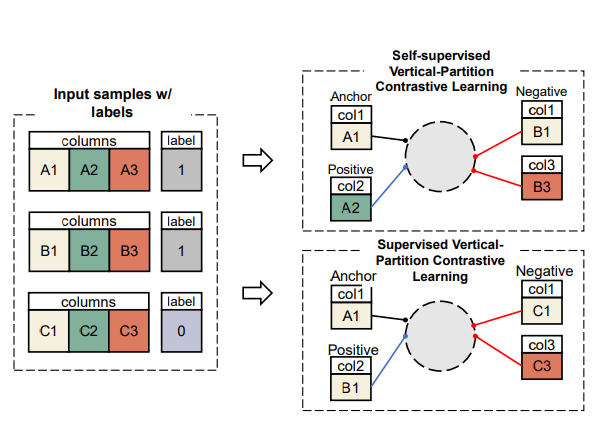 Input samples w/
labels
columns
label
A1
A2
A3
1
columns
label
B1
B2
B3
1
columns
label
C1
C2
C3
0
Self-supervised
Vertical-Partition
Contrastive Learning
Anchor
col1
A1
Positive
col2
A2
Negative
col1
B1
col3
B3
Supervised Vertical-
Partition Contrastive
Learning
Anchor
col1
A1
Positive
col2
B1
Negative
col1
C1
col3
C3